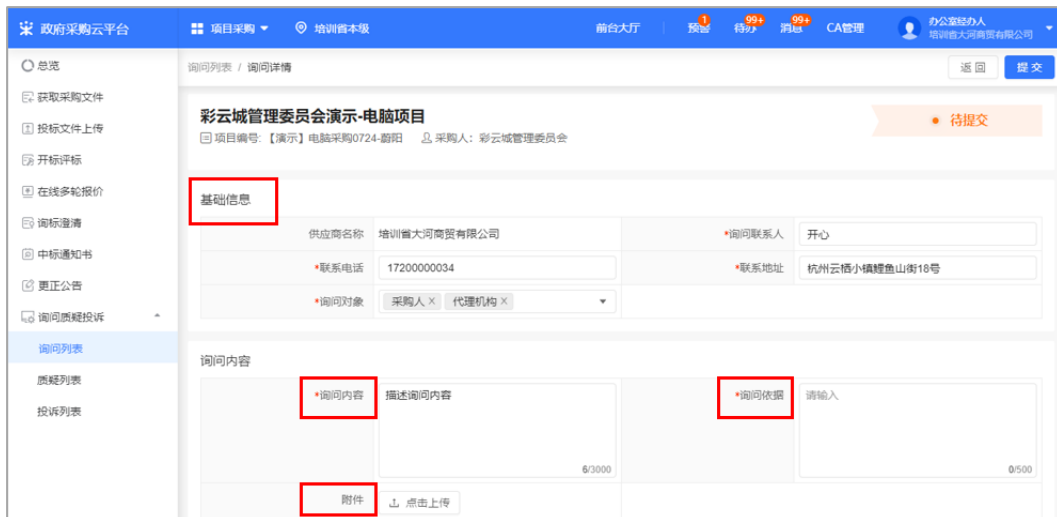 政府采购云平台 项目采购 培训省本级 前台大厅 预警 1 待办 99+ 消息 99+ CA管理 办公室经办人
培训省大河商贸有限公司
总览
询问列表 / 询问详情 返回 提交
获取采购文件
彩云城管理委员会演示-电脑项目
待提交
投标文件上传
项目编号: 【演示】电脑采购0724-蔚阳 采购人: 彩云城管理委员会
开标评标
在线多轮报价
基础信息
询标澄清
供应商名称 培训省大河商贸有限公司 *询问联系人 开心
中标通知书
*联系电话 17200000034 *联系地址 杭州云栖小镇鲤鱼山街18号
更正公告
*询问对象 采购人 × 代理机构 ×
询问质疑投诉
询问列表
询问内容
质疑列表
*询问内容 描述询问内容 *询问依据 请输入
投诉列表
6/3000 0/500
附件 点击上传